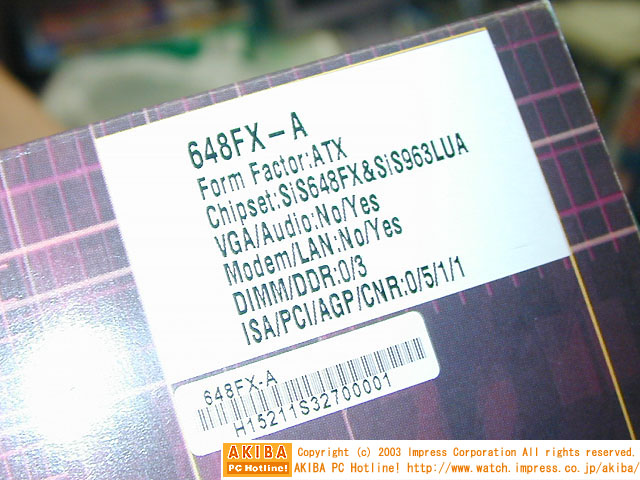 648FX-A
Form Factor:ATX
Chipset:SiS648FX&SiS963LUA
VGA/Audio:No/Yes
Modem/LAN:No/Yes
DIMM/DDR:0/3
ISA/PCI/AGP/CNR:0/5/1/1
648FX-A
H15211S32700001
AKIBA
PC Hotline!
Copyright (c) 2003 Impress Corporation All rights reserved.
AKIBA PC Hotline! http://www.watch.impress.co.jp/akiba/